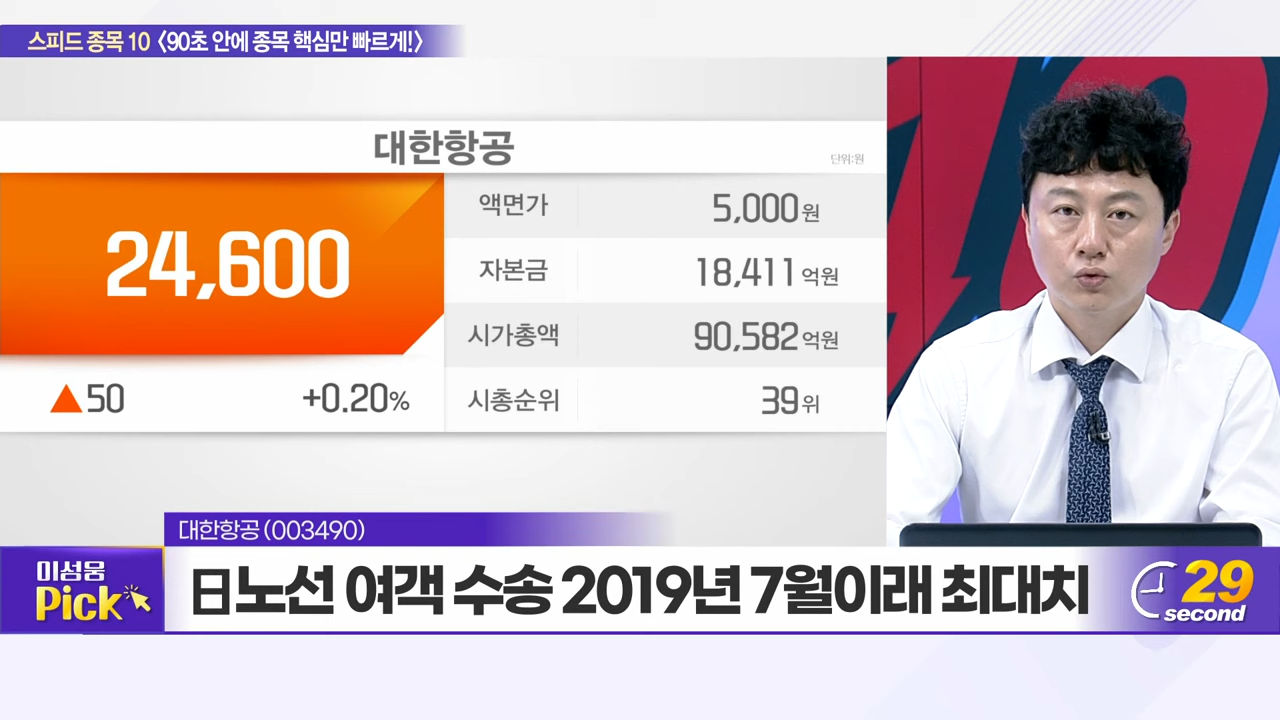 스피드 종목 10 〈90초 안에 종목 핵심만 빠르게!〉
대한항공
단위:원
24,600
▲50 +0.20%
액면가 5,000원
자본금 18,411억원
시가총액 90,582억원
시총순위 39위
대한항공 (003490)
이성웅
Pick
日노선 여객 수송 2019년 7월이래 최대치
29
second